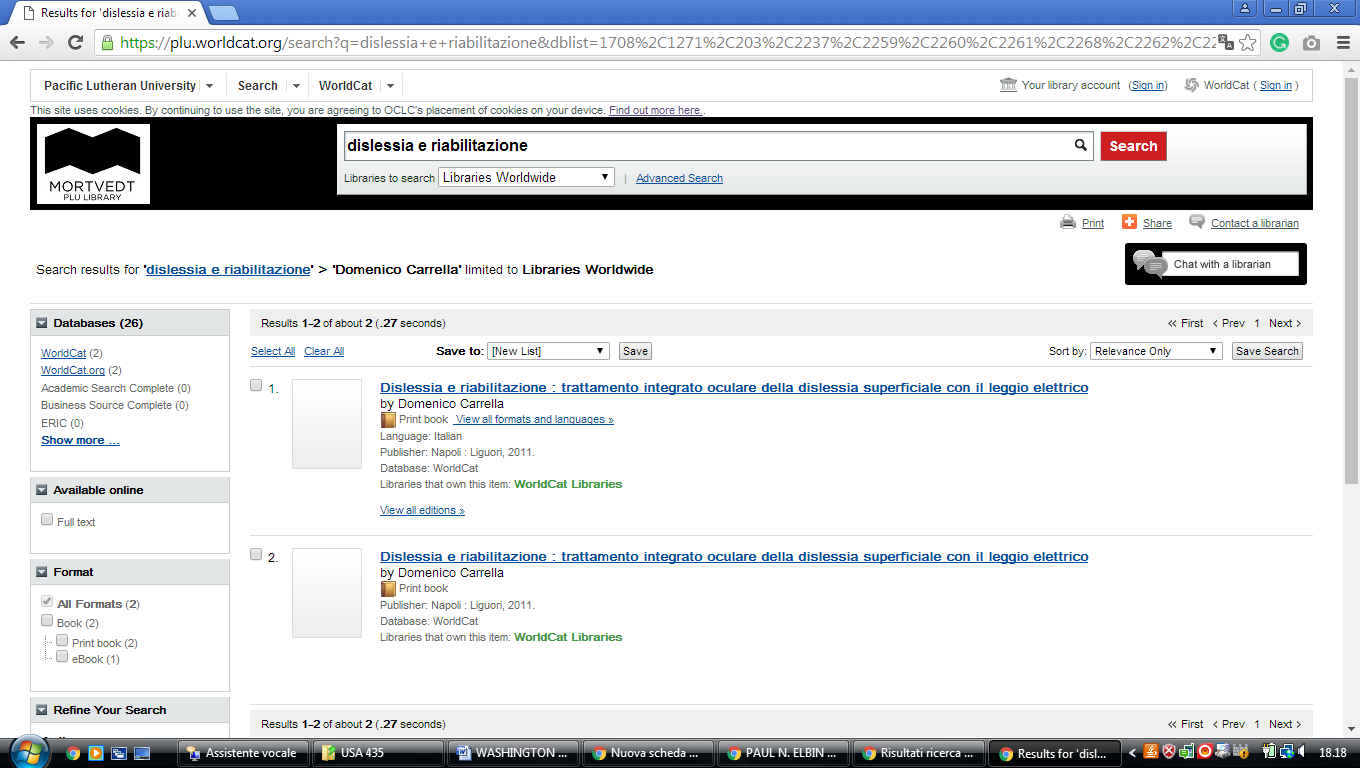 Results for 'dislessia e riab
https://plu.worldcat.org/search?q=dislessia+e+riabilitazione&dblist=1708%2C1271%2C203%2C2237%2C2259%2C2260%2C2261%2C2268%2C2262%2C22
Pacific Lutheran University Search WorldCat Your library account (Sign in) WorldCat ( Sign in )
This site uses cookies. By continuing to use the site, you are agreeing to OCLC's placement of cookies on your device. Find out more here..
MORTVEDT
PLU LIBRARY
dislessia e riabilitazione Search
Libraries to search Libraries Worldwide | Advanced Search
Print Share Contact a librarian
Chat with a librarian
Search results for 'dislessia e riabilitazione' > 'Domenico Carrella' limited to Libraries Worldwide
Databases (26)
WorldCat (2)
WorldCat.org (2)
Academic Search Complete (0)
Business Source Complete (0)
ERIC (0)
Show more ...
Available online
Full text
Format
All Formats (2)
Book (2)
Print book (2)
eBook (1)
Refine Your Search
Results 1-2 of about 2 (.27 seconds) « First < Prev 1 Next >
Select All Clear All Save to: [New List] Save Sort by: Relevance Only Save Search
1. Dislessia e riabilitazione : trattamento integrato oculare della dislessia superficiale con il leggio elettrico
by Domenico Carrella
Print book View all formats and languages »
Language: Italian
Publisher: Napoli : Liguori, 2011.
Database: WorldCat
Libraries that own this item: WorldCat Libraries
View all editions »
2. Dislessia e riabilitazione : trattamento integrato oculare della dislessia superficiale con il leggio elettrico
by Domenico Carrella
Print book
Publisher: Napoli : Liguori, 2011.
Database: WorldCat
Libraries that own this item: WorldCat Libraries
Results 1-2 of about 2 (.27 seconds) « First < Prev 1 Next >
Assistente vocale USA 435 WASHINGTON ... Nuova scheda ... PAUL N. ELBIN ... Risultati ricerca ... Results for 'disl... 18.18